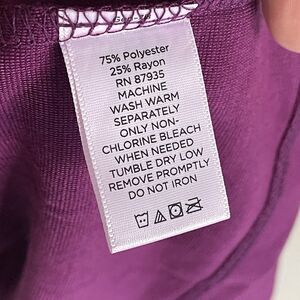 75% Polyester
25% Rayon
RN 87935
MACHINE
WASH WARM
SEPARATELY
ONLY NON-
CHLORINE BLEACH
WHEN NEEDED
TUMBLE DRY LOW
REMOVE PROMPTLY
DO NOT IRON